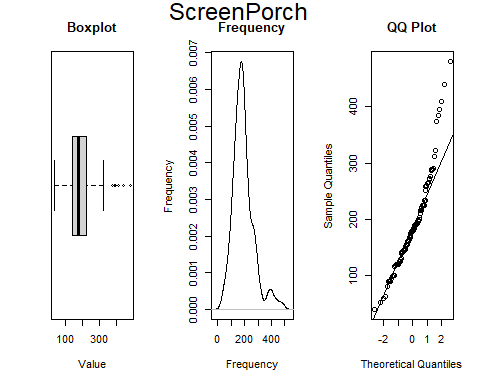 ScreenPorch
Boxplot
100 300
Value
Frequency
Frequency
0.000 0.001 0.002 0.003 0.004 0.005 0.006 0.007
0 200 400
Frequency
QQ Plot
Sample Quantiles
100 200 300 400
-2 0 1 2
Theoretical Quantiles